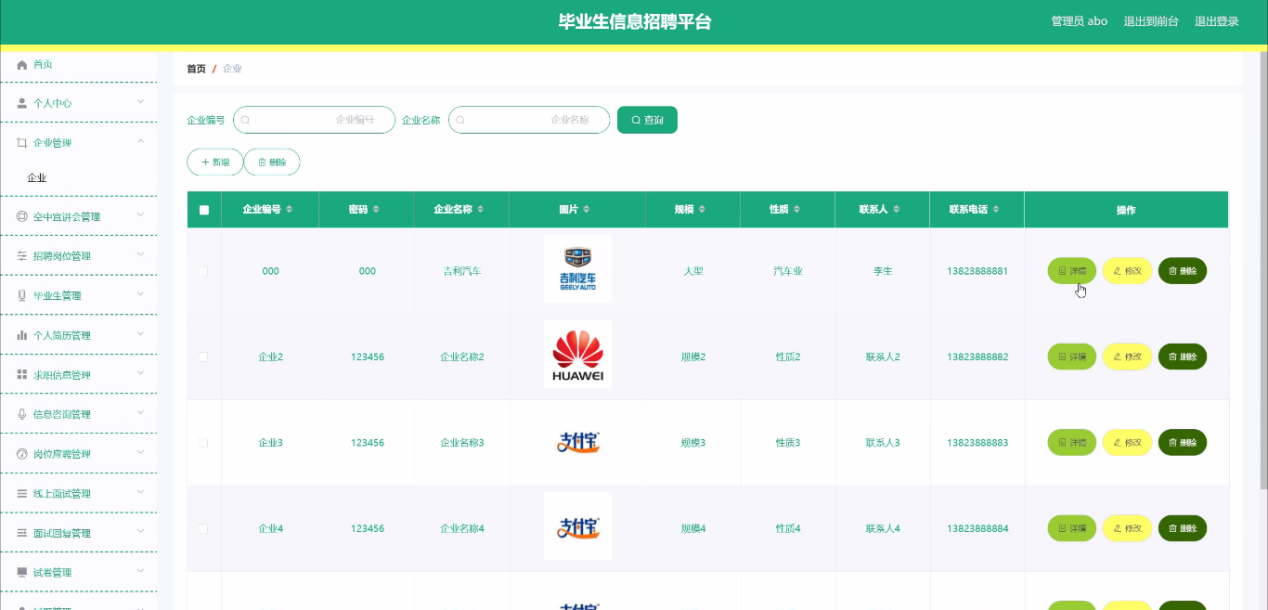 毕业生信息招聘平台
管理员 abo 退出到前台 退出登录
首页
个人中心
企业管理
企业
空中宣讲会管理
招聘岗位管理
毕业生管理
个人简历管理
求职信息管理
信息咨询管理
岗位应聘管理
线上面试管理
面试回复管理
试卷管理
首页 / 企业
企业编号 企业编号 企业名称 企业名称 查询
新增 删除
企业编号 密码 企业名称 图片 规模 性质 联系人 联系电话 操作
000 000 吉利汽车 吉利汽车 GEELY AUTO 大型 汽车业 李生 13823888881 详情 修改 删除
企业2 123456 企业名称2 HUAWEI 规模2 性质2 联系人2 13823888882 详情 修改 删除
企业3 123456 企业名称3 支付宝 规模3 性质3 联系人3 13823888883 详情 修改 删除
企业4 123456 企业名称4 支付宝 规模4 性质4 联系人4 13823888884 详情 修改 删除